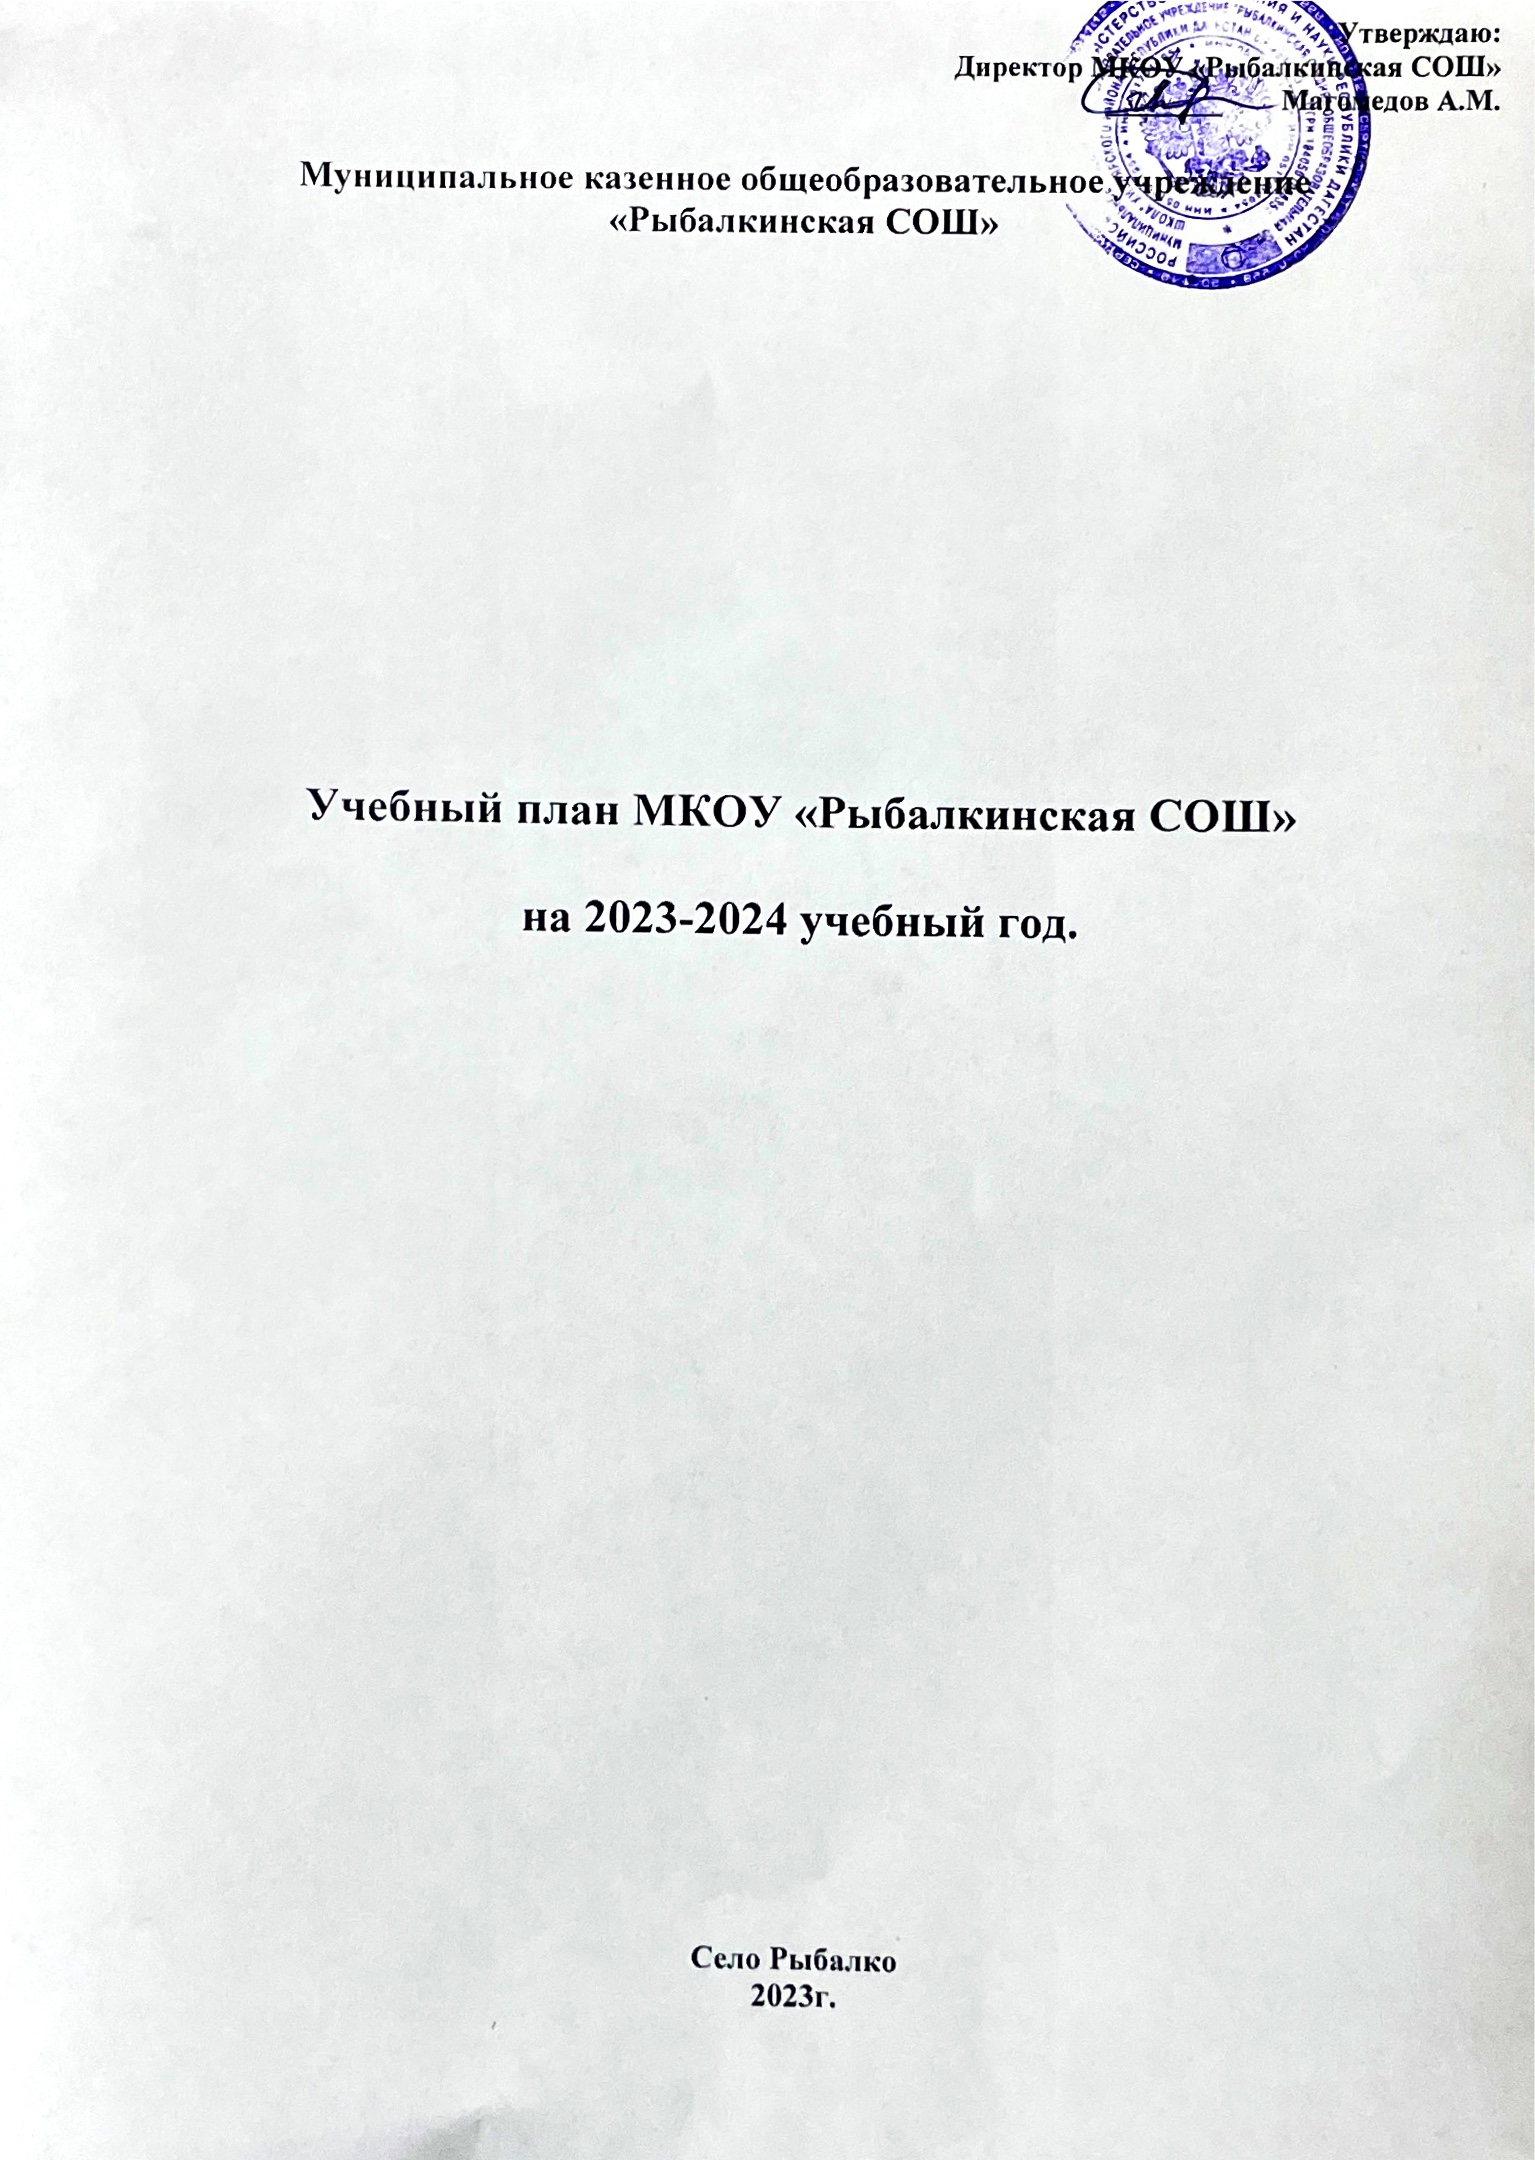 Утверждаю:
Директор МКОУ «Рыбалкинская СОШ»
Магомедов А.М.
Муниципальное казенное общеобразовательное учреждение
«Рыбалкинская СОШ»
Учебный план МКОУ «Рыбалкинская СОШ»
на 2023-2024 учебный год.
Село Рыбалко
2023г.